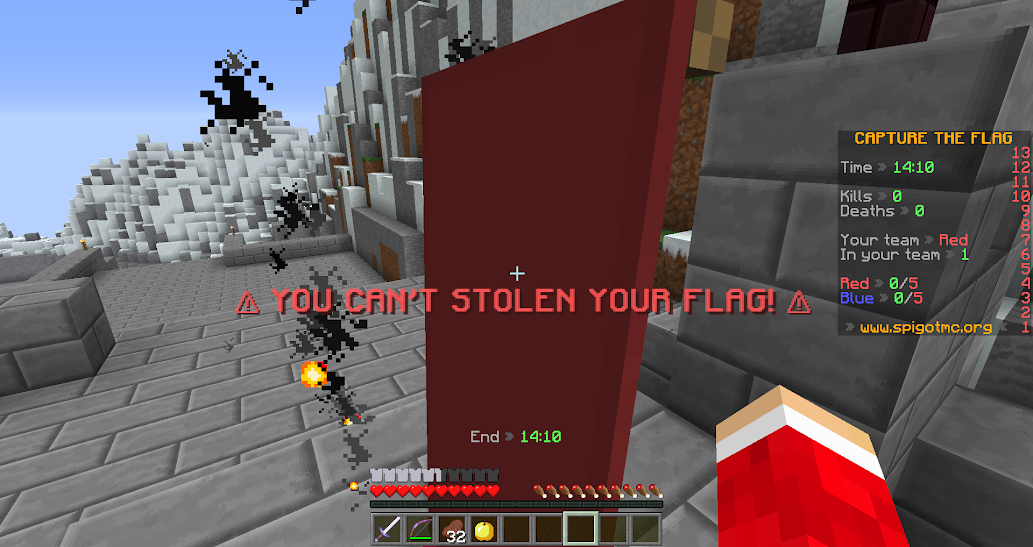 CAPTURE THE FLAG
13
Time » 14:10
12
11
Kills » 0
10
Deaths » 0
9
8
Your team » Red
7
In your team » 1
6
5
Red » 0/5
4
Blue » 0/5
3
2
» www.spigotmc.org «
1
⚠ YOU CAN'T STOLEN YOUR FLAG! ⚠
End » 14:10
32